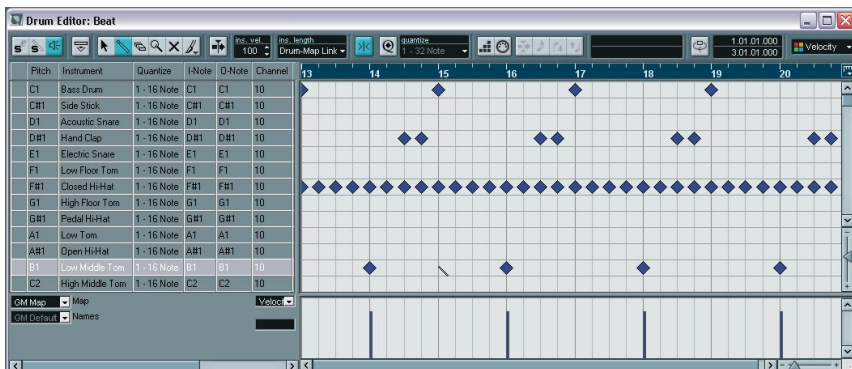 Drum Editor: Beat
ins. vel. ins. length quantize
100 Drum-Map Link 1 - 32 Note 1 01.01.000 Velocity
3.01.01.000
Pitch Instrument Quantize I-Note O-Note Channel 13 14 15 16 17 18 19 20
C1 Bass Drum 1 - 16 Note C1 C1 10
C#1 Side Stick 1 - 16 Note C#1 C#1 10
D1 Acoustic Snare 1 - 16 Note D1 D1 10
D#1 Hand Clap 1 - 16 Note D#1 D#1 10
E1 Electric Snare 1 - 16 Note E1 E1 10
F1 Low Floor Tom 1 - 16 Note F1 F1 10
F#1 Closed Hi-Hat 1 - 16 Note F#1 F#1 10
G1 High Floor Tom 1 - 16 Note G1 G1 10
G#1 Pedal Hi-Hat 1 - 16 Note G#1 G#1 10
A1 Low Tom 1 - 16 Note A1 A1 10
A#1 Open Hi-Hat 1 - 16 Note A#1 A#1 10
B1 Low Middle Tom 1 - 16 Note B1 B1 10
C2 High Middle Tom 1 - 16 Note C2 C2 10
GM Map Map Veloci
GM Default Names